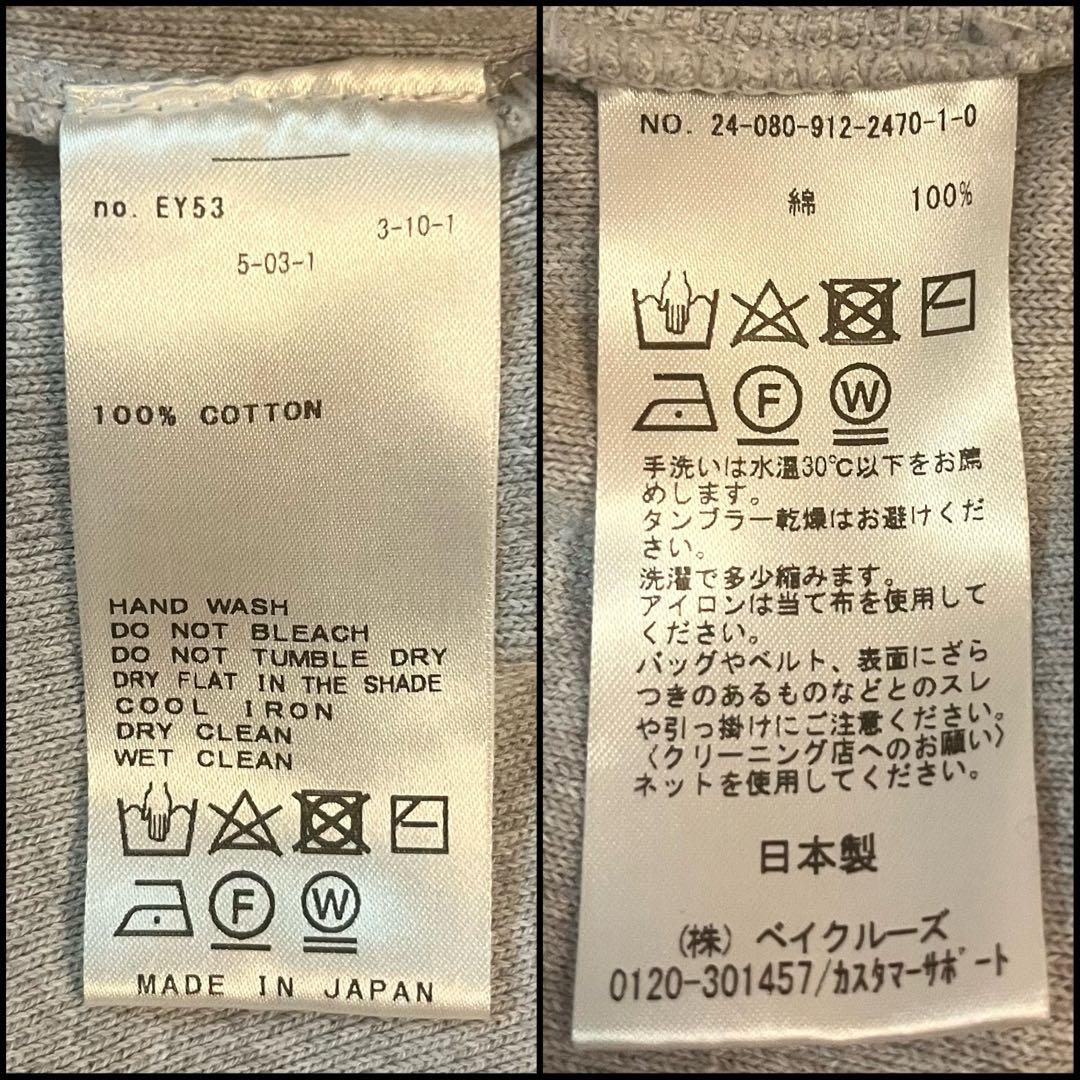 no. EY53
3-10-1
5-03-1
100% COTTON
HAND WASH
DO NOT BLEACH
DO NOT TUMBLE DRY
DRY FLAT IN THE SHADE
COOL IRON
DRY CLEAN
WET CLEAN
F W
MADE IN JAPAN
NO. 24-080-912-2470-1-0
綿 100%
F W
手洗いは水温30℃以下をお薦
めします。
タンブラー乾燥はお避けくだ
さい。
洗濯で多少縮みます。
アイロンは当て布を使用して
ください。
バッグやベルト、表面にざら
つきのあるものなどとのスレ
や引っ掛けにご注意ください。
〈クリーニング店へのお願い〉
ネットを使用してください。
日本製
(株) ベイクルーズ
0120-301457/カスタマーサポート